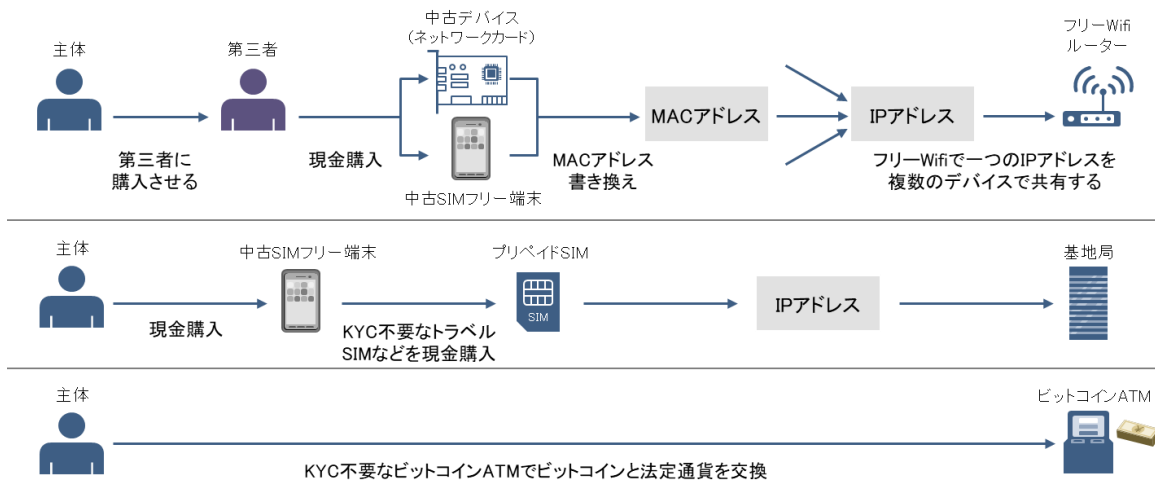 主体
第三者
中古デバイス
(ネットワークカード)
フリーWifi
ルーター
第三者に
購入させる
現金購入
中古SIMフリー端末
MACアドレス
書き換え
MACアドレス
IPアドレス
フリーWifiで一つのIPアドレスを
複数のデバイスで共有する
主体
中古SIMフリー端末
プリペイドSIM
基地局
現金購入
KYC不要なトラベル
SIMなどを現金購入
SIM
IPアドレス
主体
ビットコインATM
KYC不要なビットコインATMでビットコインと法定通貨を交換